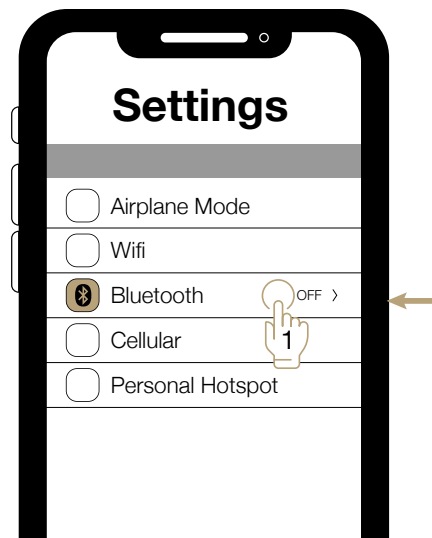 Settings
Airplane Mode
Wifi
Bluetooth OFF
1
Cellular
Personal Hotspot